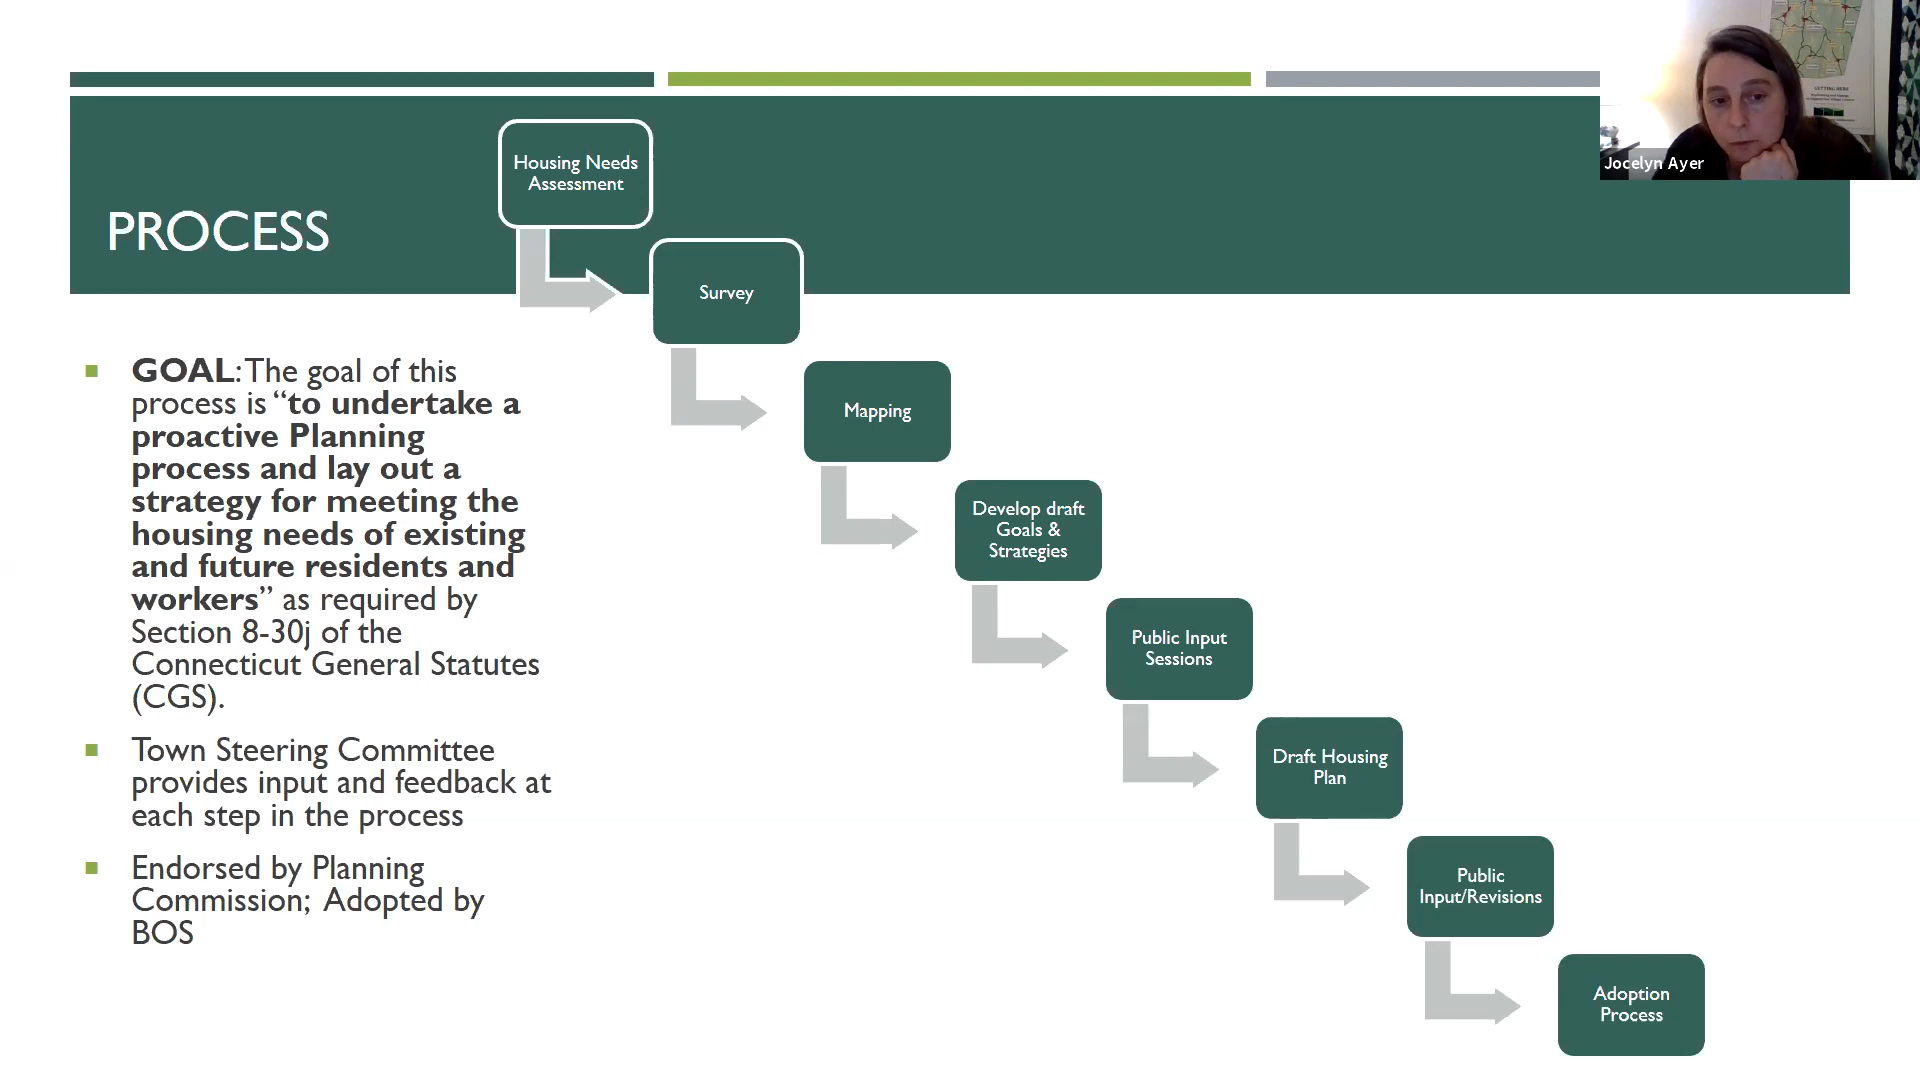 Housing Needs
Assessment
PROCESS
Survey
Mapping
Develop draft
Goals &
Strategies
Public Input
Sessions
Draft Housing
Plan
Public
Input/Revisions
Adoption
Process
GOAL: The goal of this
process is “to undertake a
proactive Planning
process and lay out a
strategy for meeting the
housing needs of existing
and future residents and
workers” as required by
Section 8-30j of the
Connecticut General Statutes
(CGS).
Town Steering Committee
provides input and feedback at
each step in the process
Endorsed by Planning
Commission; Adopted by
BOS
GETTING HERE
Jocelyn Ayer